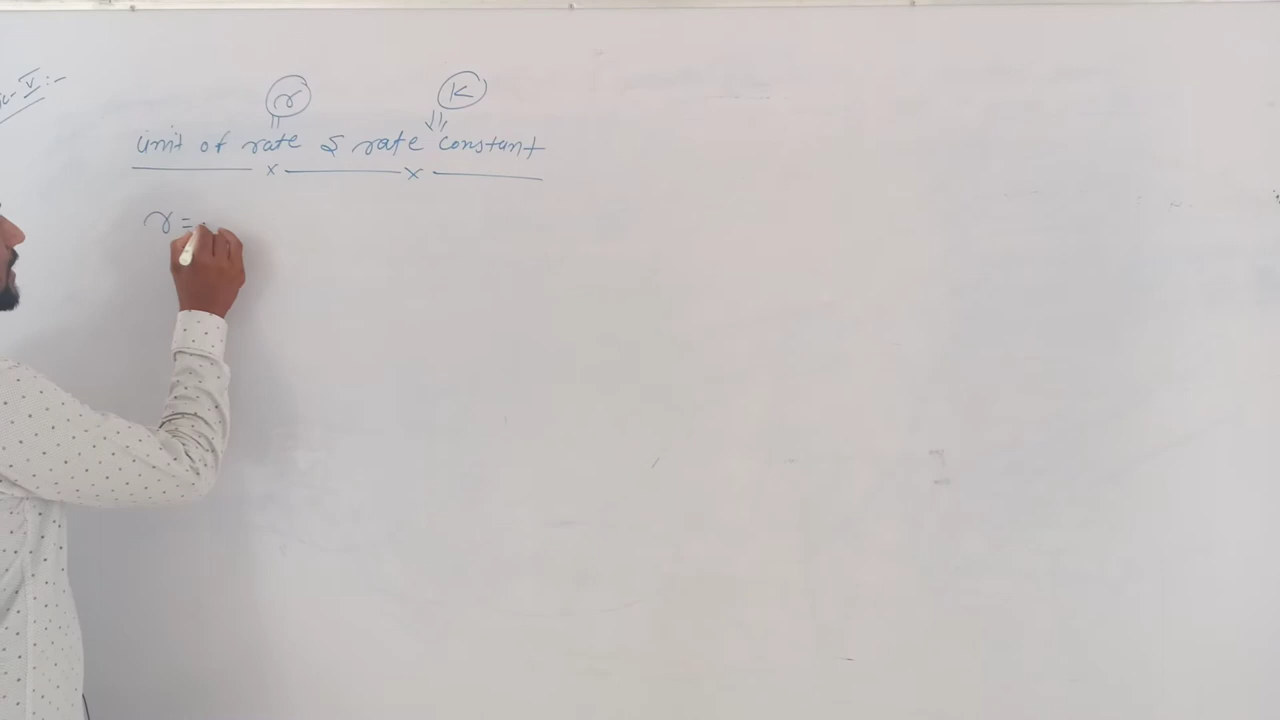 V :-
r
K
Unit of rate & rate constant
r =